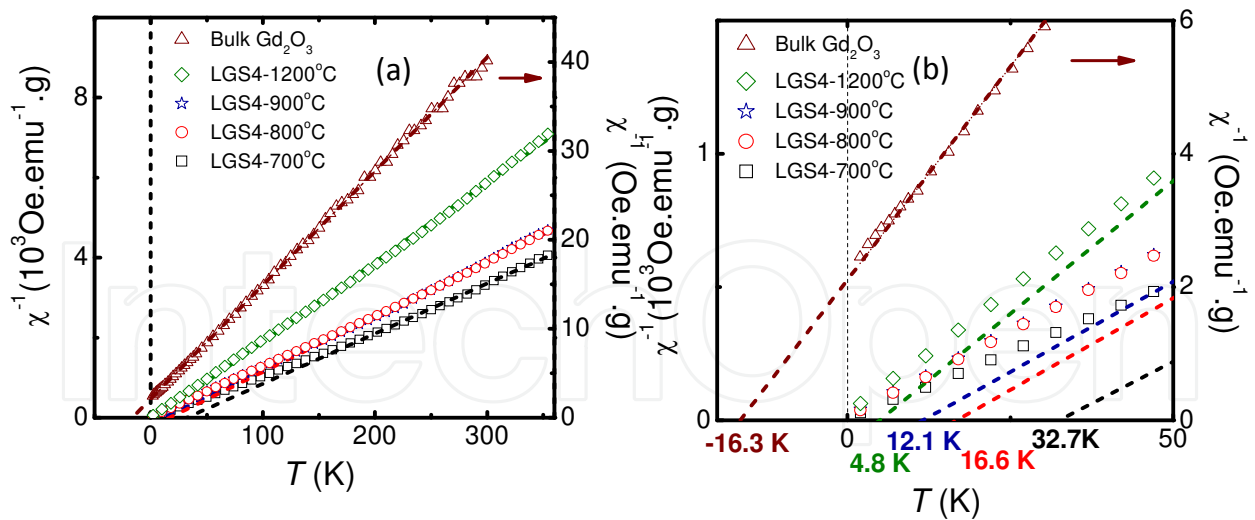 Bulk Gd₂O₃
LGS4-1200°C
LGS4-900°C
LGS4-800°C
LGS4-700°C
(a)
χ⁻¹ (10³Oe.emu⁻¹.g)
8
4
0
0
100
200
300
T (K)
40
30
20
10
0
χ⁻¹ (Oe.emu⁻¹.g)
Bulk Gd₂O₃
LGS4-1200°C
LGS4-900°C
LGS4-800°C
LGS4-700°C
(b)
χ⁻¹ (10³Oe.emu⁻¹.g)
1
0
6
4
2
0
χ⁻¹ (Oe.emu⁻¹.g)
0
50
-16.3 K
4.8 K
12.1 K
16.6 K
32.7K
T (K)